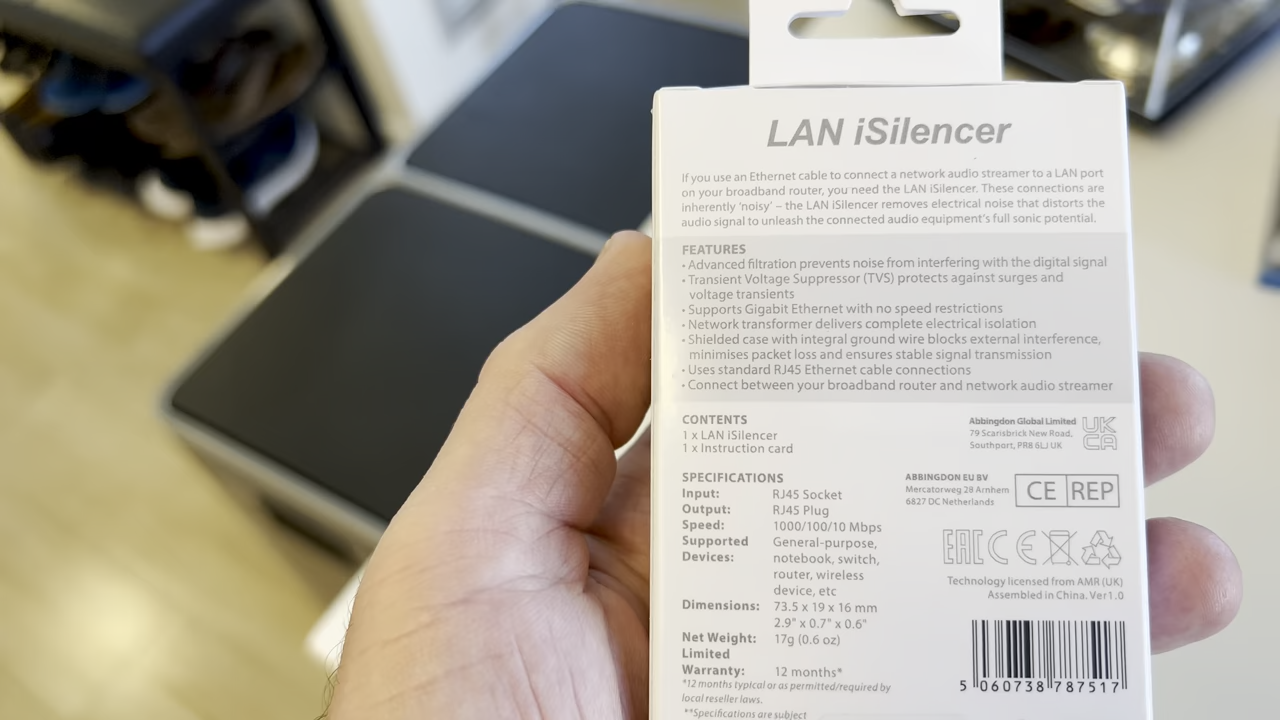 LAN iSilencer
If you use an Ethernet cable to connect a network audio streamer to a LAN port
on your broadband router, you need the LAN iSilencer. These connections are
inherently 'noisy' – the LAN iSilencer removes electrical noise that distorts the
audio signal to unleash the connected audio equipment's full sonic potential.
FEATURES
• Advanced filtration prevents noise from interfering with the digital signal
• Transient Voltage Suppressor (TVS) protects against surges and
voltage transients
• Supports Gigabit Ethernet with no speed restrictions
• Network transformer delivers complete electrical isolation
• Shielded case with integral ground wire blocks external interference,
minimises packet loss and ensures stable signal transmission
• Uses standard RJ45 Ethernet cable connections
• Connect between your broadband router and network audio streamer
CONTENTS
1 x LAN iSilencer
1 x Instruction card
Abbingdon Global Limited
79 Scarisbrick New Road,
Southport, PR8 6LJ UK
UK
CA
SPECIFICATIONS
Input: RJ45 Socket
Output: RJ45 Plug
Speed: 1000/100/10 Mbps
Supported General-purpose,
Devices: notebook, switch,
router, wireless
device, etc
Dimensions: 73.5 x 19 x 16 mm
2.9" x 0.7" x 0.6"
Net Weight: 17g (0.6 oz)
Limited
Warranty: 12 months*
*12 months typical or as permitted/required by
local reseller laws.
**Specifications are subject
ABBINGDON EU BV
Mercatorweg 28 Arnhem
6827 DC Netherlands
CE REP
EAC CE
Technology licensed from AMR (UK)
Assembled in China. Ver1.0
5 060738 787517